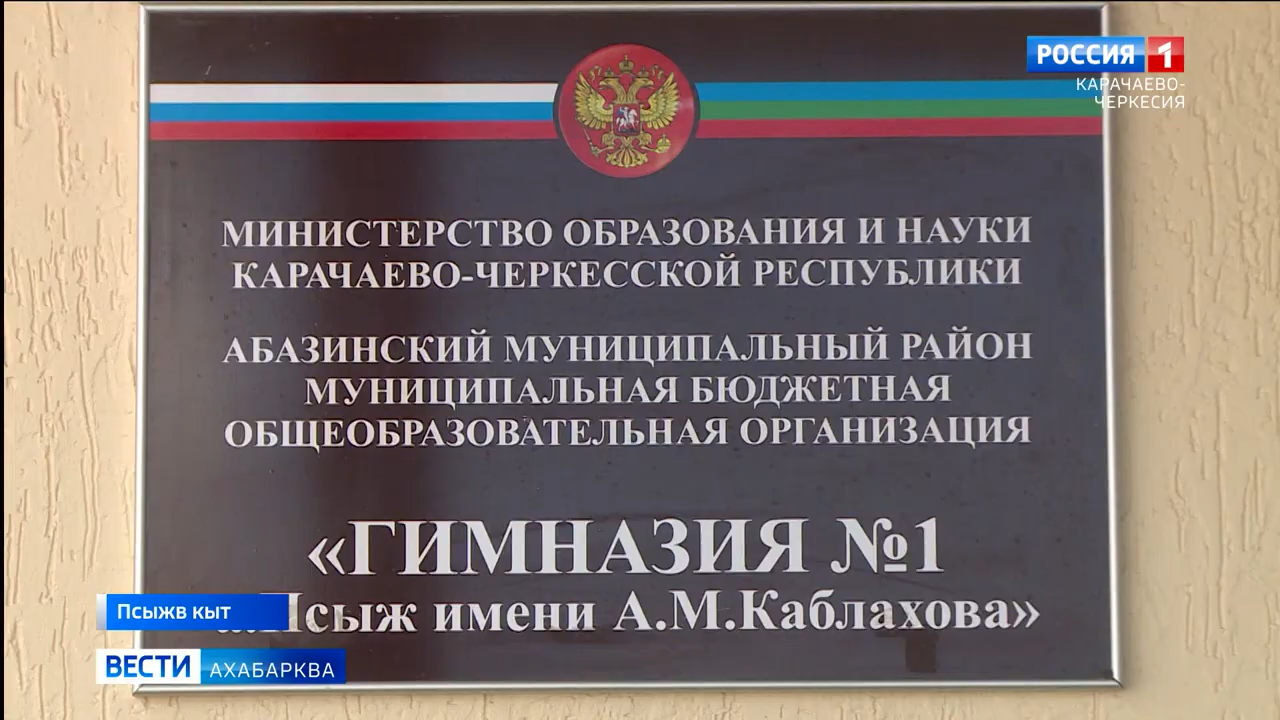 РОССИЯ 1
КАРАЧАЕВО-
ЧЕРКЕСИЯ
МИНИСТЕРСТВО ОБРАЗОВАНИЯ И НАУКИ
КАРАЧАЕВО-ЧЕРКЕССКОЙ РЕСПУБЛИКИ
АБАЗИНСКИЙ МУНИЦИПАЛЬНЫЙ РАЙОН
МУНИЦИПАЛЬНАЯ БЮДЖЕТНАЯ
ОБЩЕОБРАЗОВАТЕЛЬНАЯ ОРГАНИЗАЦИЯ
«ГИМНАЗИЯ №1
Псыж имени А.М.Каблахова»
Псыжв кыт
ВЕСТИ АХАБАРКВА